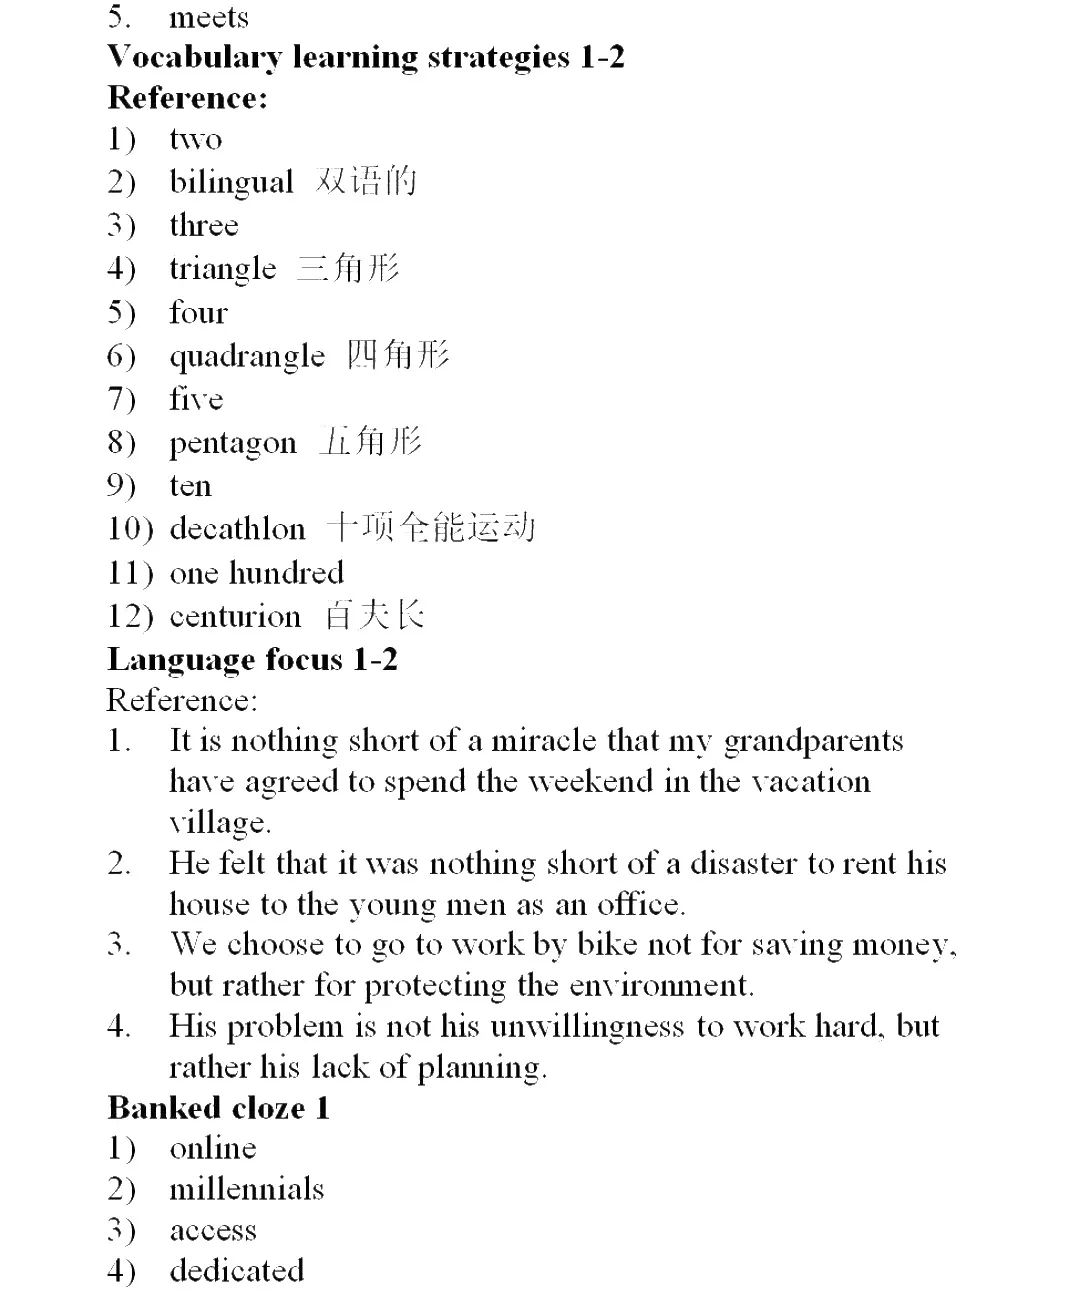 5. meets
Vocabulary learning strategies 1-2
Reference:
1) two
2) bilingual 双语的
3) three
4) triangle 三角形
5) four
6) quadrangle 四角形
7) five
8) pentagon 五角形
9) ten
10) decathlon 十项全能运动
11) one hundred
12) centurion 百夫长
Language focus 1-2
Reference:
1. It is nothing short of a miracle that my grandparents
have agreed to spend the weekend in the vacation
village.
2. He felt that it was nothing short of a disaster to rent his
house to the young men as an office.
3. We choose to go to work by bike not for saving money,
but rather for protecting the environment.
4. His problem is not his unwillingness to work hard, but
rather his lack of planning.
Banked cloze 1
1) online
2) millennials
3) access
4) dedicated